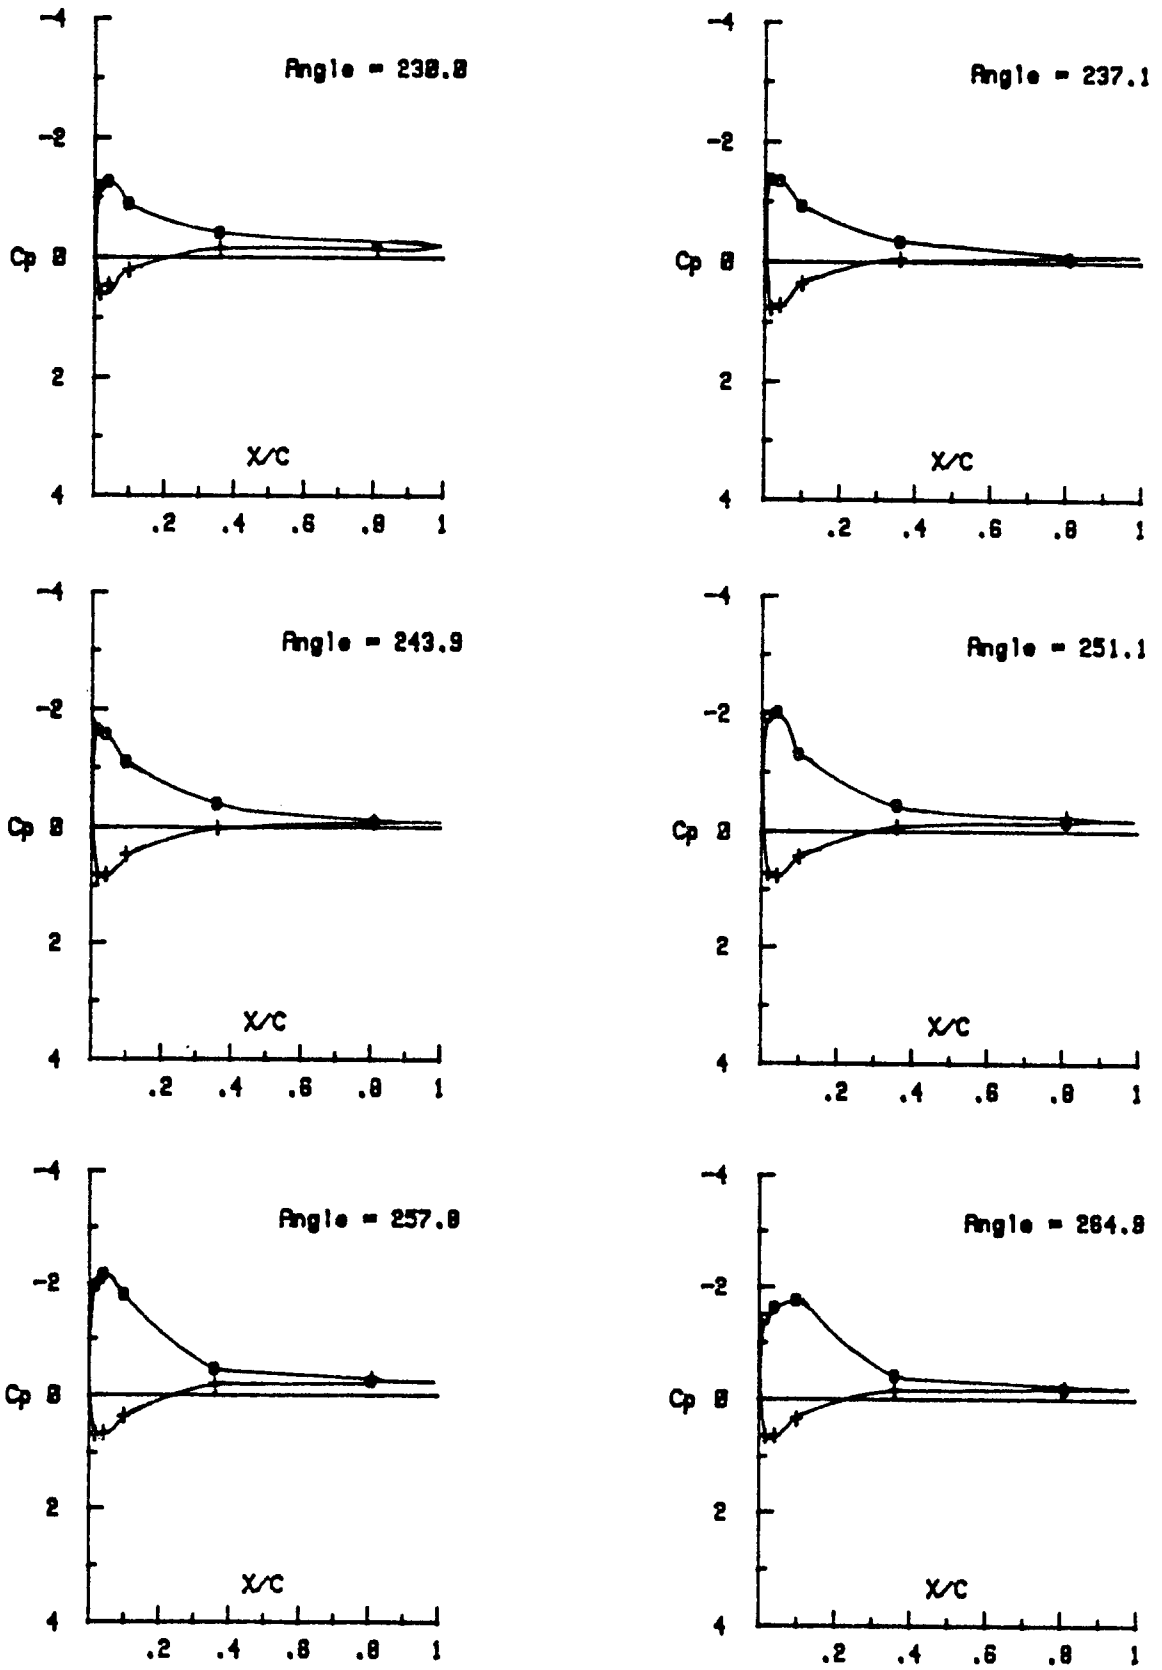 -4
Angle = 230.0
-2
Cp 0
2
X/C
4
.2 .4 .6 .8 1
-4
Angle = 237.1
-2
Cp 0
2
X/C
4
.2 .4 .6 .8 1
-4
Angle = 243.9
-2
Cp 0
2
X/C
4
.2 .4 .6 .8 1
-4
Angle = 251.1
-2
Cp 0
2
X/C
4
.2 .4 .6 .8 1
-4
Angle = 257.8
-2
Cp 0
2
X/C
4
.2 .4 .6 .8 1
-4
Angle = 264.9
-2
Cp 0
2
X/C
4
.2 .4 .6 .8 1